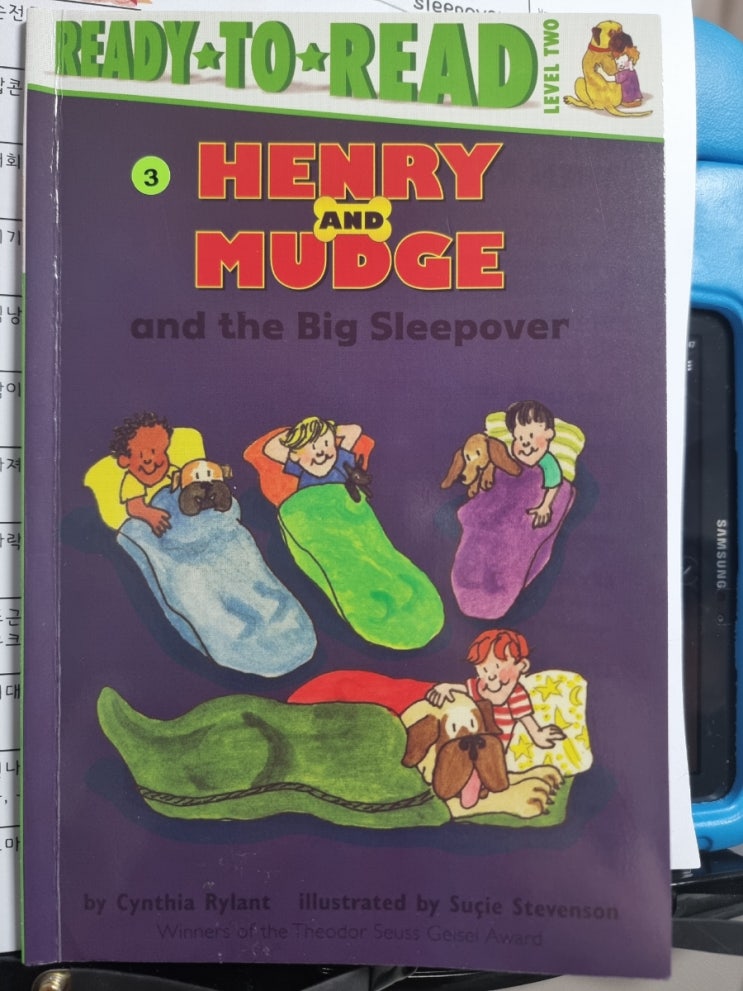 sleepover
READY★TO★READ
LEVEL TWO
3
HENRY
AND
MUDGE
and the Big Sleepover
SAMSUNG
by Cynthia Rylant illustrated by Suçie Stevenson
Winners of the Theodor Seuss Geisel Award